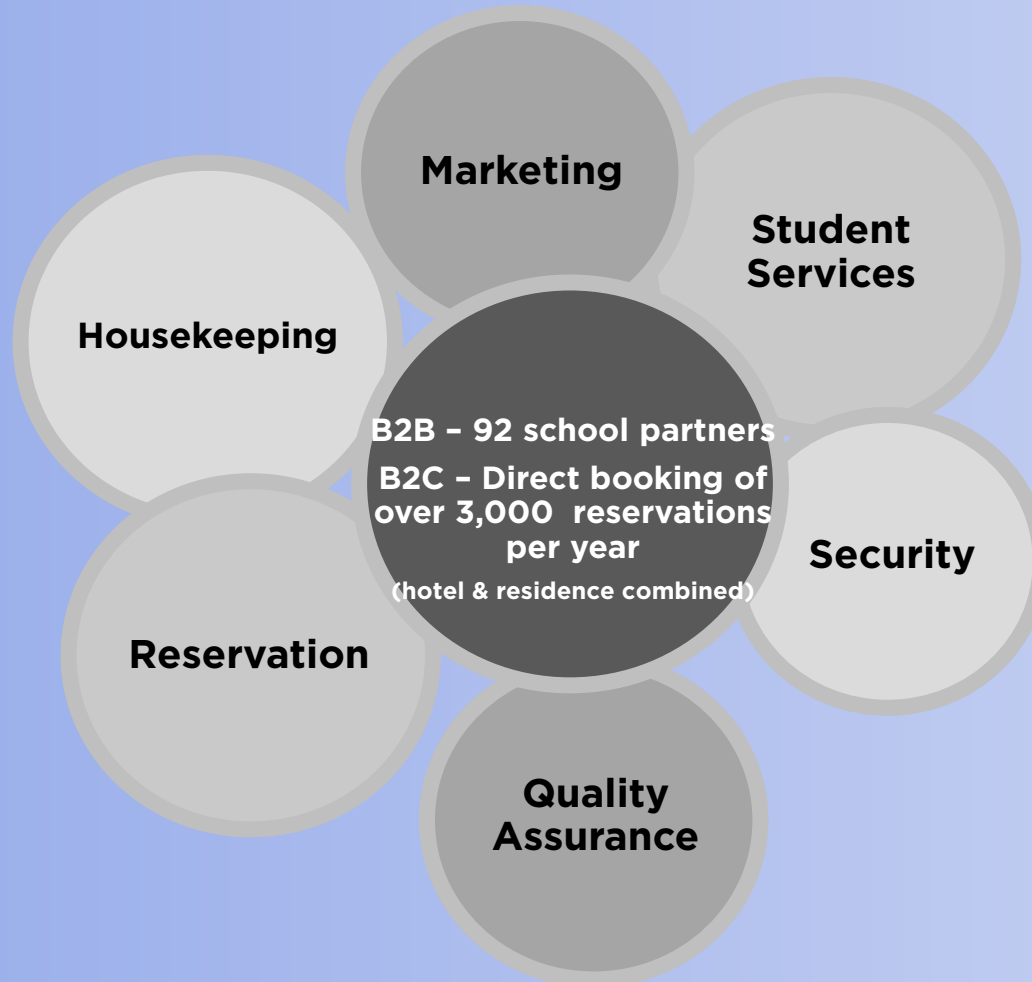 Marketing
Student
Services
Housekeeping
B2B – 92 school partners
B2C – Direct booking of
over 3,000 reservations
per year
(hotel & residence combined)
Security
Reservation
Quality
Assurance